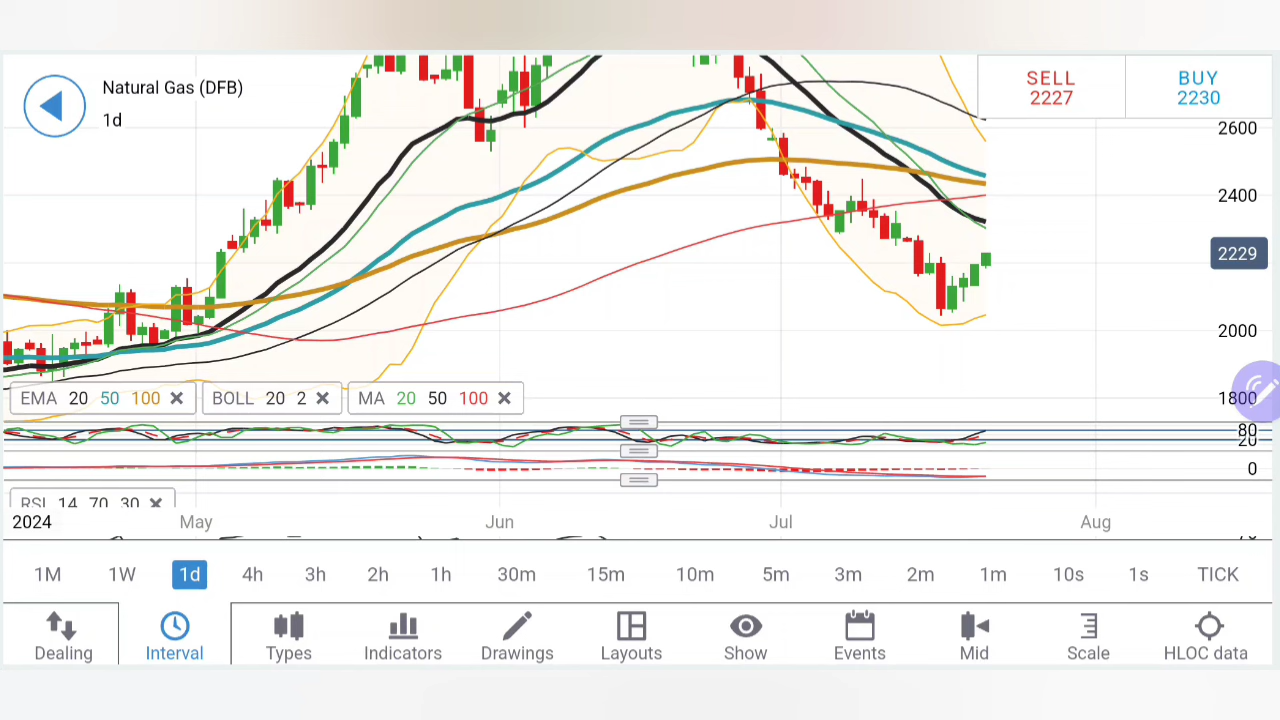 Natural Gas (DFB)
1d
SELL
2227
BUY
2230
2600
2400
2229
2000
1800
EMA 20 50 100
BOLL 20 2
MA 20 50 100
80
20
0
RSI 14 70 30
2024 May Jun Jul Aug
1M 1W 1d 4h 3h 2h 1h 30m 15m 10m 5m 3m 2m 1m 10s 1s TICK
Dealing Interval Types Indicators Drawings Layouts Show Events Mid Scale HLOC data